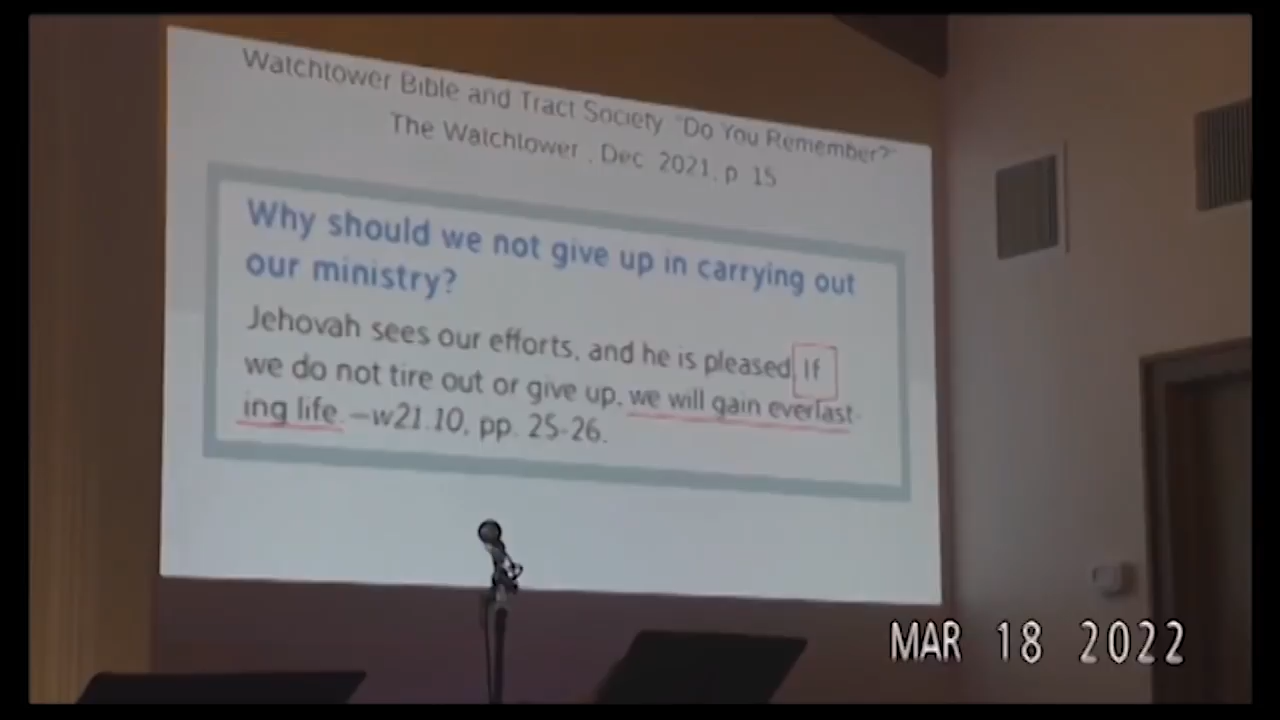 Watchtower Bible and Tract Society "Do You Remember?"
The Watchtower, Dec. 2021, p. 15
Why should we not give up in carrying out
our ministry?
Jehovah sees our efforts, and he is pleased. If
we do not tire out or give up, we will gain everlast-
ing life.—w21.10, pp. 25-26.
MAR 18 2022